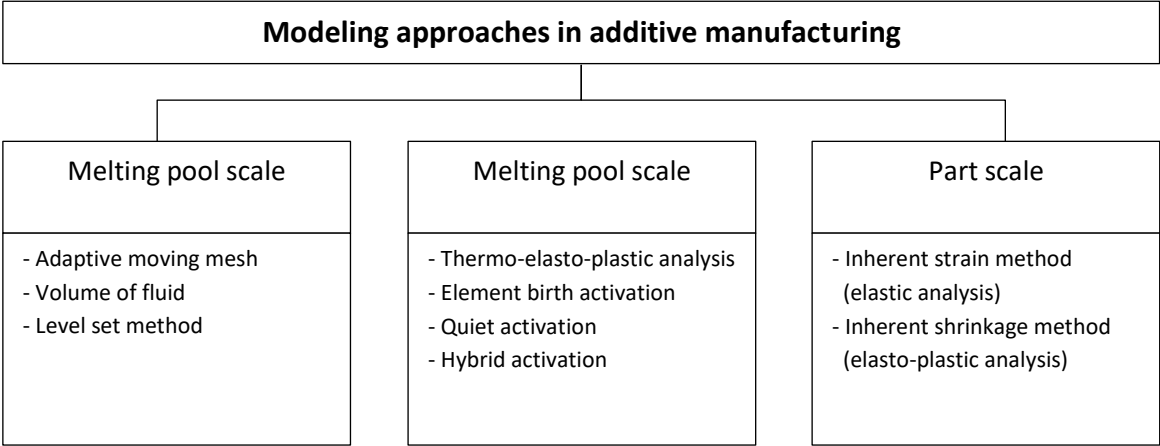 Modeling approaches in additive manufacturing
Melting pool scale
- Adaptive moving mesh
- Volume of fluid
- Level set method
Melting pool scale
- Thermo-elasto-plastic analysis
- Element birth activation
- Quiet activation
- Hybrid activation
Part scale
- Inherent strain method
(elastic analysis)
- Inherent shrinkage method
(elasto-plastic analysis)